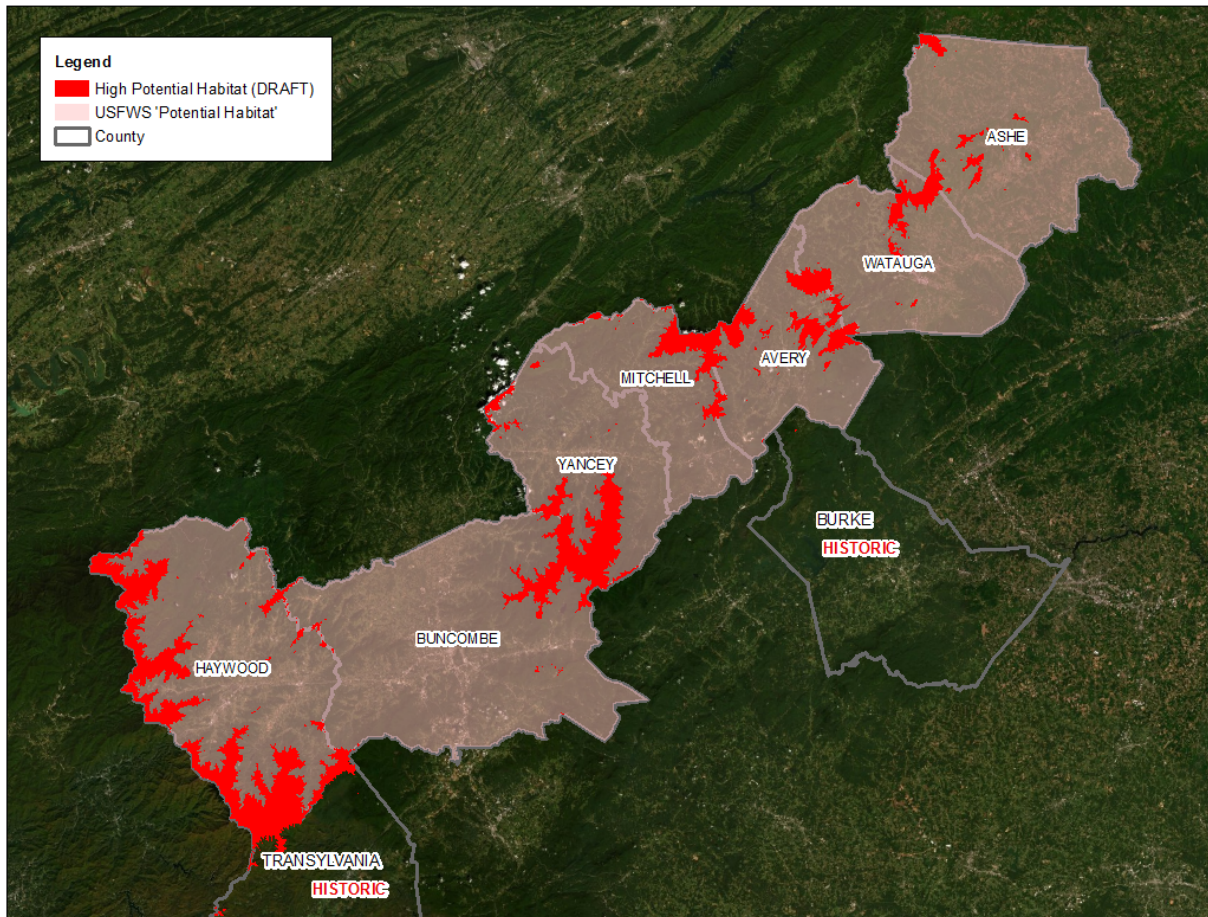 Legend
High Potential Habitat (DRAFT)
USFWS 'Potential Habitat'
County
ASHE
WATAUGA
AVERY
MITCHELL
YANCEY
BURKE
HISTORIC
BUNCOMBE
HAYWOOD
TRANSYLVANIA
HISTORIC